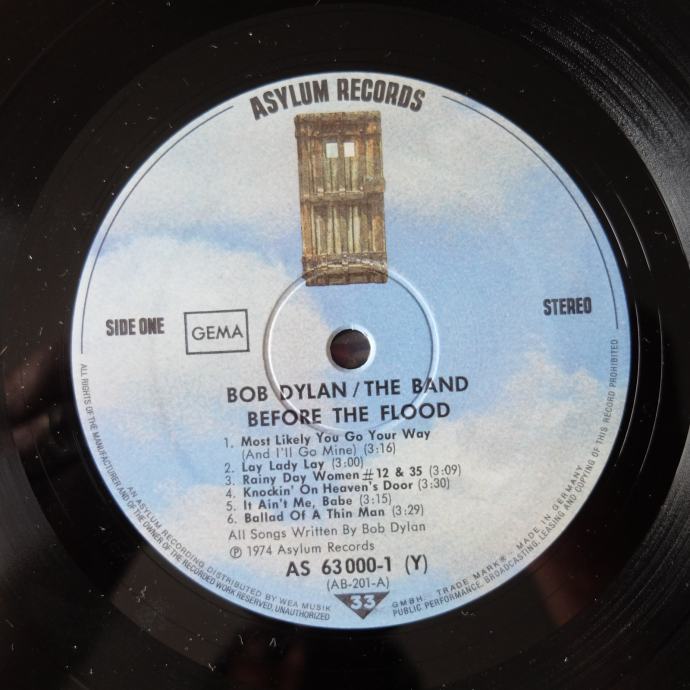 ASYLUM RECORDS
SIDE ONE
GEMA
STEREO
BOB DYLAN / THE BAND
BEFORE THE FLOOD
1. Most Likely You Go Your Way
(And I'll Go Mine) (3:16)
2. Lay Lady Lay (3:00)
3. Rainy Day Women # 12 & 35 (3:09)
4. Knockin' On Heaven's Door (3:30)
5. It Ain't Me, Babe (3:15)
6. Ballad Of A Thin Man (3:29)
All Songs Written By Bob Dylan
℗ 1974 Asylum Records
AS 63 000-1 (Y)
(AB-201-A)
33
AN ASYLUM RECORDING DISTRIBUTED BY WEA MUSIK GMBH. TRADE MARK®. MADE IN GERMANY
ALL RIGHTS OF THE MANUFACTURER AND OF THE OWNER OF THE RECORDED WORK RESERVED, UNAUTHORIZED PUBLIC PERFORMANCE, BROADCASTING, LEASING AND COPYING OF THIS RECORD PROHIBITED